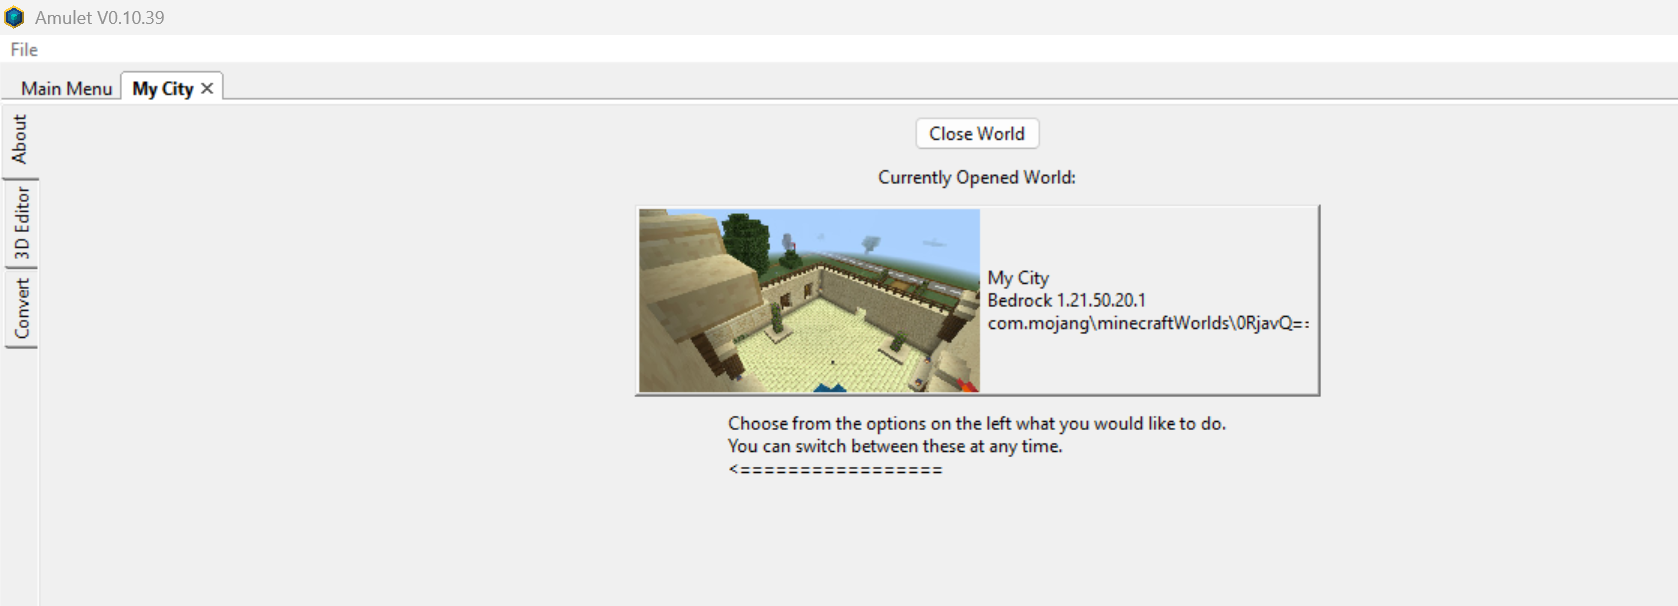 Amulet V0.10.39
File
Main Menu
My City
About
3D Editor
Convert
Close World
Currently Opened World:
My City
Bedrock 1.21.50.20.1
com.mojang\minecraftWorlds\0RjavQ==
Choose from the options on the left what you would like to do.
You can switch between these at any time.
<=================